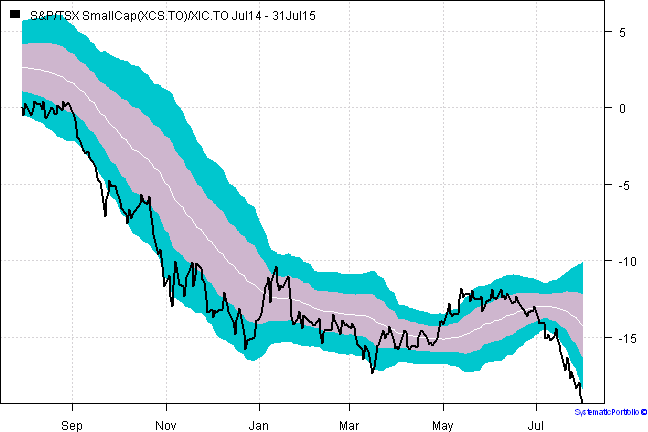 S&P/TSX SmallCap(XCS.TO)/XIC.TO Jul14 - 31Jul15
5
0
-5
-10
-15
Sep Nov Jan Mar May Jul
SystematicPortfolio ©